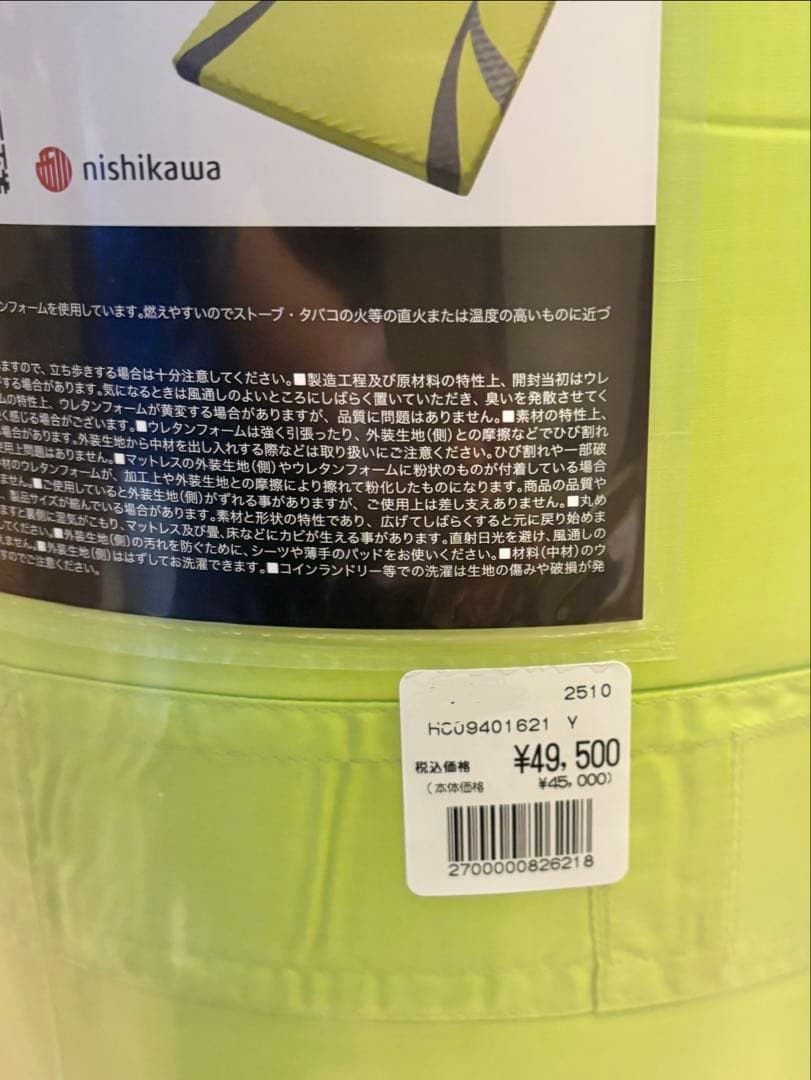 nishikawa
ンフォームを使用しています。燃えやすいのでストーブ・タバコの火等の直火または温度の高いものに近づ
ますので、立ち歩きする場合は十分注意してください。■製造工程及び原材料の特性上、開封当初はウレ
がする場合があります。気になるときは風通しのよいところにしばらく置いていただき、臭いを発散させてく
ムの特性上、ウレタンフォームが黄変する場合がありますが、品質に問題はありません。■素材の特性上、
く感じる場合がございます。■ウレタンフォームは強く引張ったり、外装生地(側)との摩擦などでひび割れ
場合があります。外装生地から中材を出し入れする際などは取り扱いにご注意ください。ひび割れや一部破
使用上問題はありません。■マットレスの外装生地(側)やウレタンフォームに粉状のものが付着している場合
材のウレタンフォームが、加工上や外装生地との摩擦により擦れて粉化したものになります。商品の品質や
ません。■ご使用していると外装生地(側)がずれる事がありますが、ご使用上は差し支えありません。■丸め
、製品サイズが縮んでいる場合があります。素材と形状の特性であり、広げてしばらくすると元に戻り始めま
ますと裏側に湿気がこもり、マットレス及び畳、床などにカビが生える事があります。直射日光を避け、風通しの
してください。■外装生地(側)の汚れを防ぐために、シーツや薄手のパッドをお使いください。■材料(中材)のウ
えません。■外装生地(側)ははずしてお洗濯できます。■コインランドリー等での洗濯は生地の傷みや破損が発
すのでご注意ください。
2510
HC09401621 Y
税込価格 ¥49,500
(本体価格 ¥45,000)
2700000826218